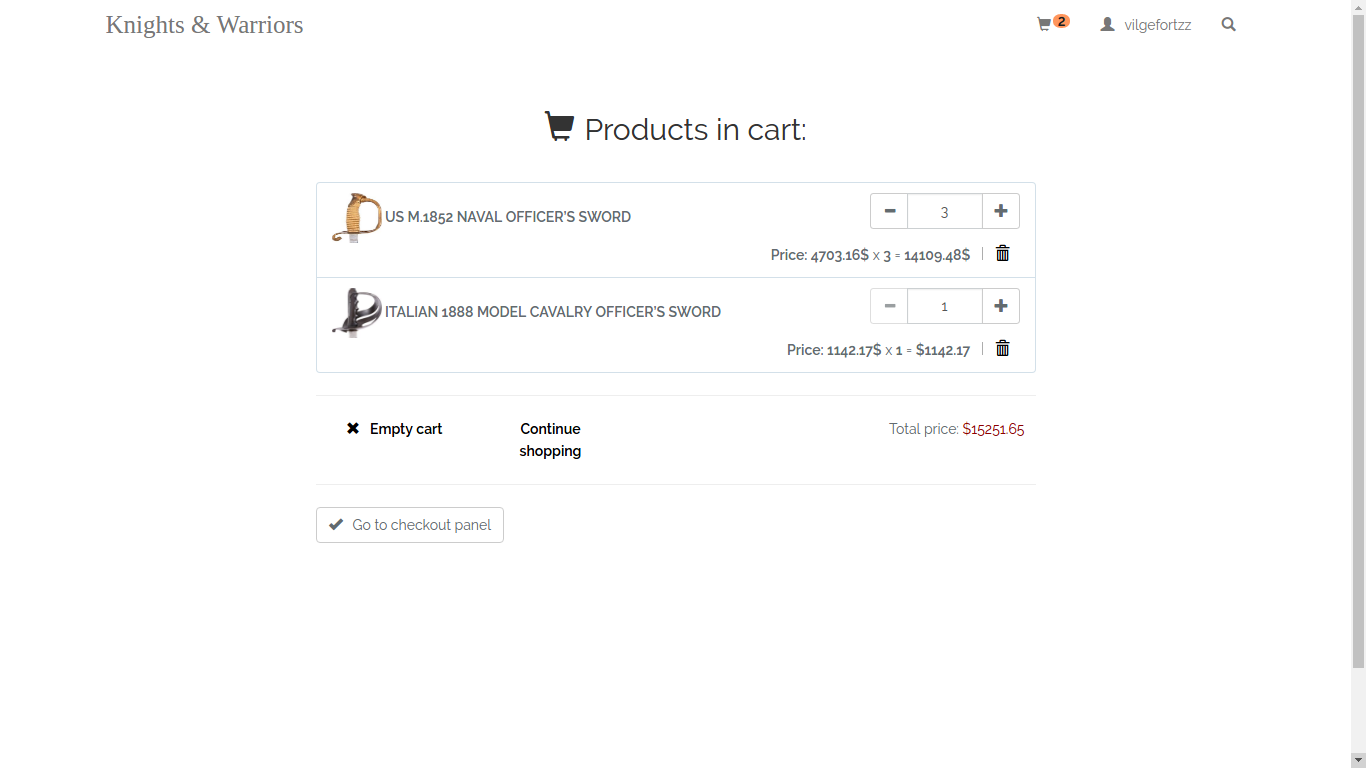 Knights & Warriors
2
vilgefortzz
Products in cart:
US M.1852 NAVAL OFFICER'S SWORD
3
Price: 4703.16$ x 3 = 14109.48$
ITALIAN 1888 MODEL CAVALRY OFFICER'S SWORD
1
Price: 1142.17$ x 1 = $1142.17
Empty cart
Continue
shopping
Total price: $15251.65
Go to checkout panel